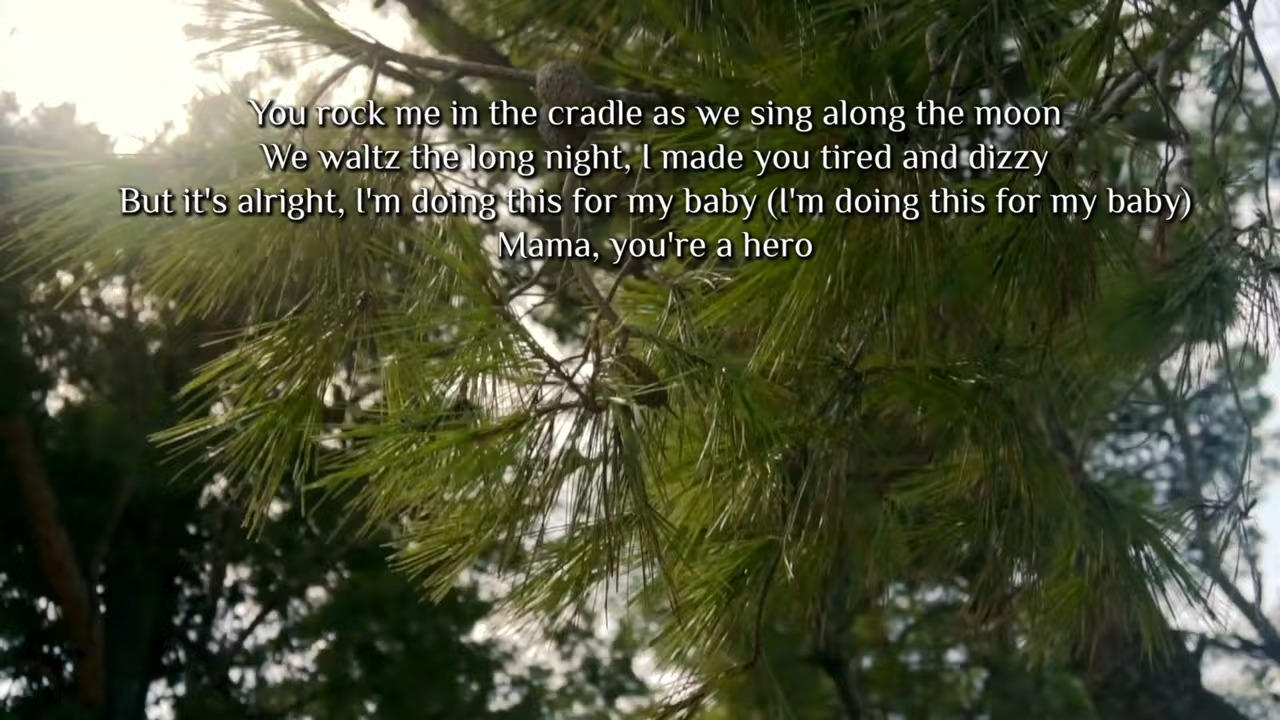 You rock me in the cradle as we sing along the moon
We waltz the long night, I made you tired and dizzy
But it's alright, I'm doing this for my baby (I'm doing this for my baby)
Mama, you're a hero